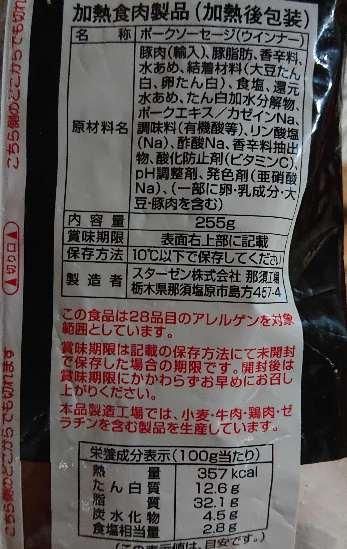 加熱食肉製品(加熱後包装)
名 称 ポークソーセージ(ウインナー)
原材料名
豚肉(輸入)、豚脂肪、香辛料、
水あめ、結着材料(大豆たん
白、卵たん白)、食塩、還元
水あめ、たん白加水分解物、
ポークエキス/カゼインNa、
調味料(有機酸等)、リン酸塩
(Na)、酢酸Na、香辛料抽出
物、酸化防止剤(ビタミンC)、
pH調整剤、発色剤(亜硝酸
Na)、(一部に卵・乳成分・大
豆・豚肉を含む)
内 容 量 255g
賞味期限 表面右上部に記載
保存方法 10℃以下で保存してください
製 造 者
スターゼン株式会社 那須工場
栃木県那須塩原市島方457-4
この食品は28品目のアレルゲンを対象
範囲としています。
賞味期限は記載の保存方法にて未開封
で保存した場合の期限です。開封後は
賞味期限にかかわらずお早めにお召し
上がりください。
本品製造工場では、小麦・牛肉・鶏肉・ゼ
ラチンを含む製品を生産しています。
栄養成分表示(100g当たり)
熱 量 357kcal
たん白質 12.6g
脂 質 32.1g
炭水化物 4.5g
食塩相当量 2.8g
(この表示値は、目安です。)
こちら側のどこからでも切れ
切り口
こちら側のどこからでも切れます